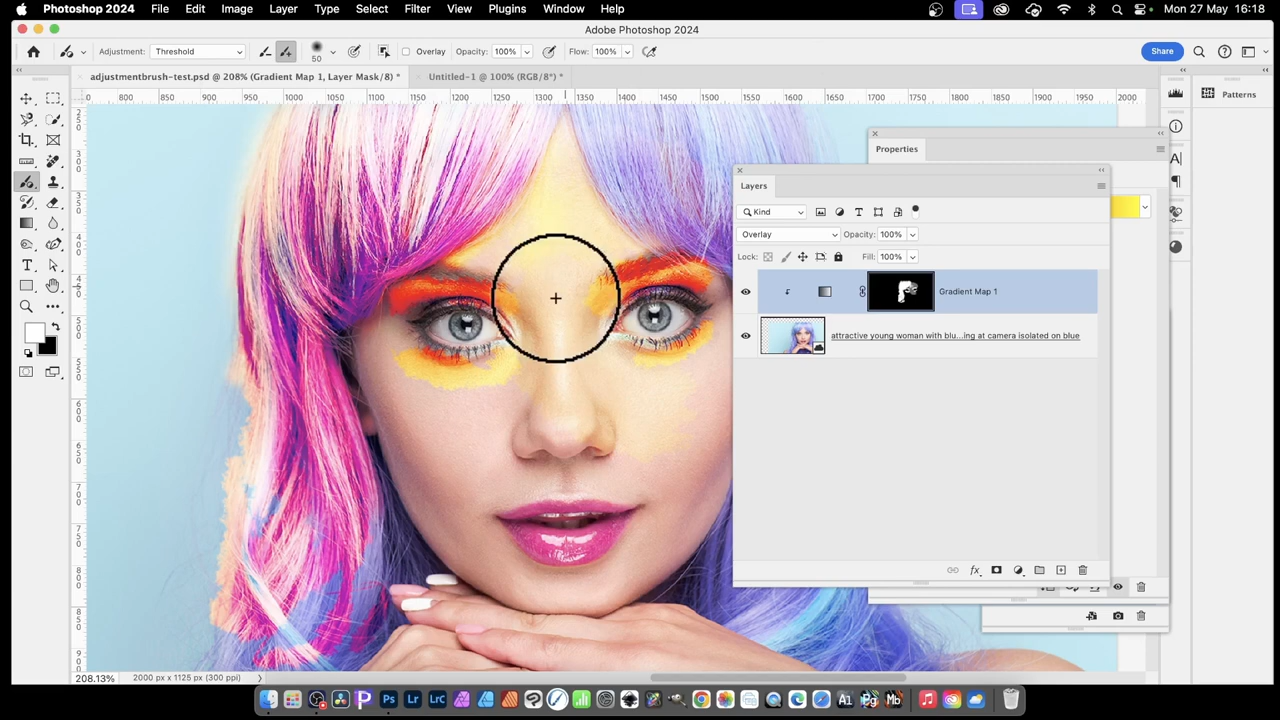 Photoshop 2024 File Edit Image Layer Type Select Filter View Plugins Window Help Mon 27 May 16:18
Adobe Photoshop 2024
Adjustment: Threshold 50 Overlay Opacity: 100% Flow: 100% Share
adjustmentbrush-test.psd @ 208% (Gradient Map 1, Layer Mask/8) * Untitled-1 @ 100% (RGB/8*) *
800 850 900 950 1000 1050 1100 1150 1200 1250 1300 1350 1400 1450 1500 1550 1600 1650 1700 1750 1800 1850 1900 1950 2000
Patterns
Properties
Layers
Kind
Overlay Opacity: 100%
Lock: Fill: 100%
Gradient Map 1
attractive young woman with blu...ing at camera isolated on blue
208.13% 2000 px x 1125 px (300 ppi)